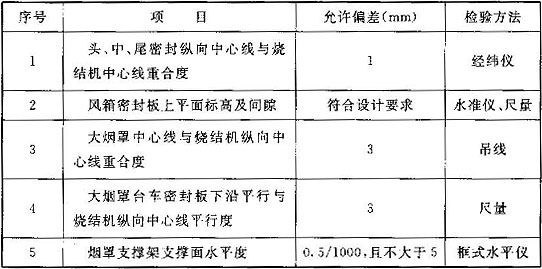 序号 项 目 允许偏差(mm) 检验方法
1 头、中、尾密封纵向中心线与烧 1 经纬仪
结机中心线重合度
2 风箱密封板上平面标高及间隙 符合设计要求 水准仪、尺量
3 大烟罩中心线与烧结机纵向中 3 吊线
心线重合度
4 大烟罩台车密封板下沿平行与 3 尺量
烧结机纵向中心线平行度
5 烟罩支撑架支撑面水平度 0.5/1000,且不大于5 框式水平仪